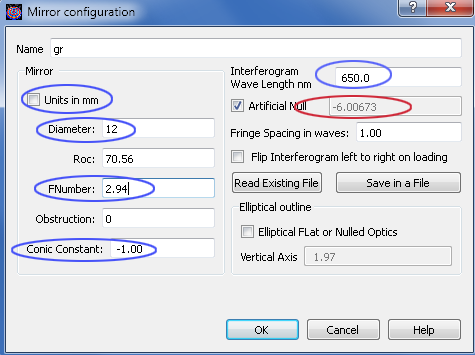 Mirror configuration
Name gr
Mirror
Units in mm
Diameter: 12
Roc: 70.56
FNumber: 2.94
Obstruction: 0
Conic Constant: -1.00
Interferogram
Wave Length nm 650.0
Artificial Null -6.00673
Fringe Spacing in waves: 1.00
Flip Interferogram left to right on loading
Read Existing File Save in a File
Elliptical outline
Elliptical FLat or Nulled Optics
Vertical Axis 1.97
OK Cancel Help